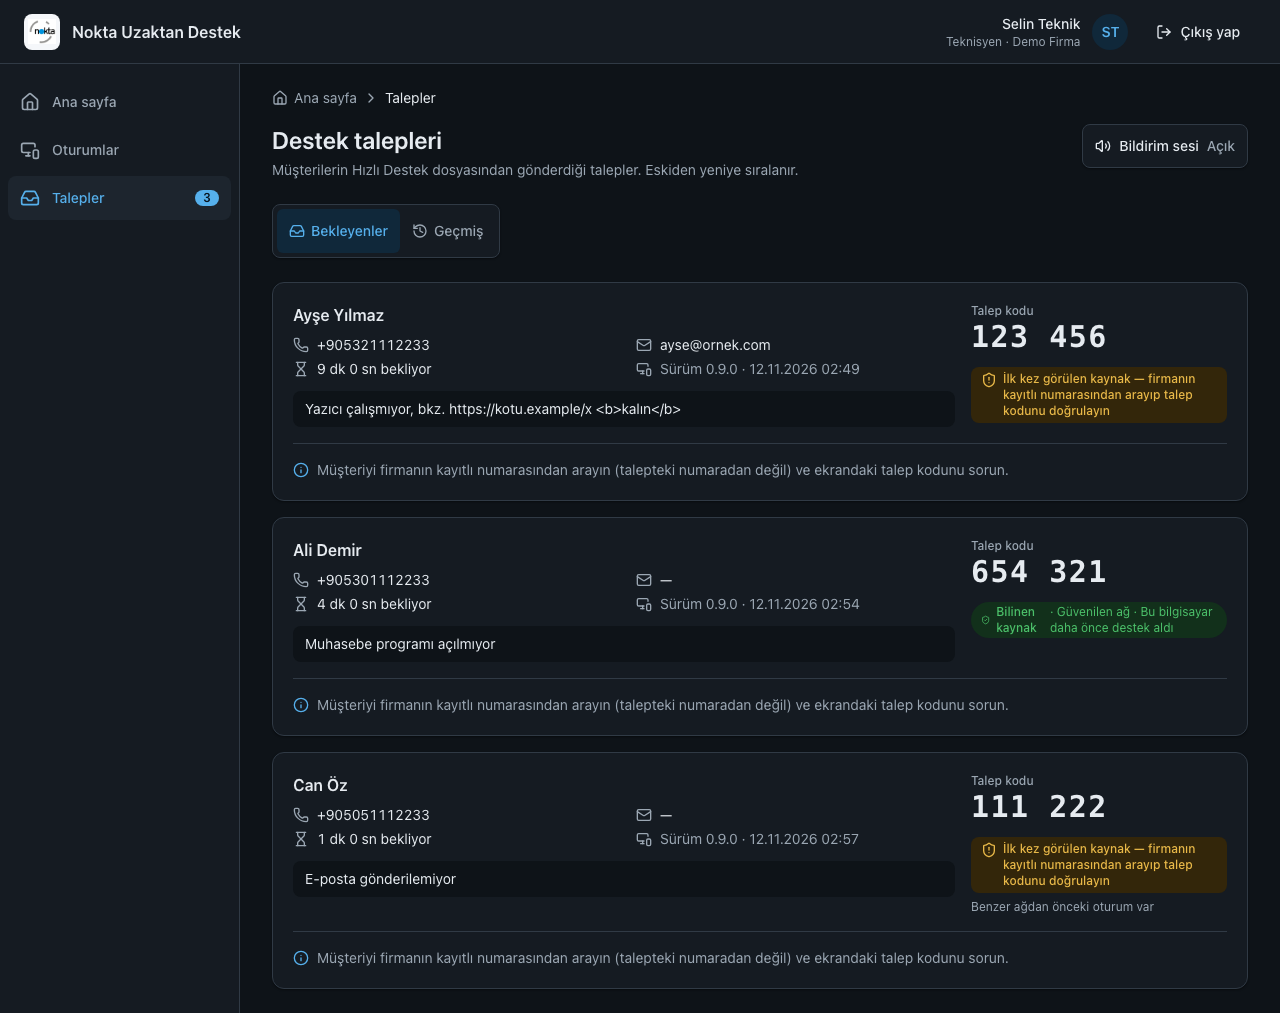 nokta
Nokta Uzaktan Destek
Selin Teknik
Teknisyen · Demo Firma
ST
Çıkış yap
Ana sayfa
Oturumlar
Talepler
3
Ana sayfa
Talepler
Destek talepleri
Müşterilerin Hızlı Destek dosyasından gönderdiği talepler. Eskiden yeniye sıralanır.
Bildirim sesi Açık
Bekleyenler
Geçmiş
Ayşe Yılmaz
+905321112233
ayse@ornek.com
9 dk 0 sn bekliyor
Sürüm 0.9.0 · 12.11.2026 02:49
Yazıcı çalışmıyor, bkz. https://kotu.example/x <b>kalın</b>
Talep kodu
123 456
İlk kez görülen kaynak — firmanın
kayıtlı numarasından arayıp talep
kodunu doğrulayın
Müşteriyi firmanın kayıtlı numarasından arayın (talepteki numaradan değil) ve ekrandaki talep kodunu sorun.
Ali Demir
+905301112233
—
4 dk 0 sn bekliyor
Sürüm 0.9.0 · 12.11.2026 02:54
Muhasebe programı açılmıyor
Talep kodu
654 321
Bilinen
kaynak
· Güvenilen ağ · Bu bilgisayar
daha önce destek aldı
Müşteriyi firmanın kayıtlı numarasından arayın (talepteki numaradan değil) ve ekrandaki talep kodunu sorun.
Can Öz
+905051112233
—
1 dk 0 sn bekliyor
Sürüm 0.9.0 · 12.11.2026 02:57
E-posta gönderilemiyor
Talep kodu
111 222
İlk kez görülen kaynak — firmanın
kayıtlı numarasından arayıp talep
kodunu doğrulayın
Benzer ağdan önceki oturum var
Müşteriyi firmanın kayıtlı numarasından arayın (talepteki numaradan değil) ve ekrandaki talep kodunu sorun.